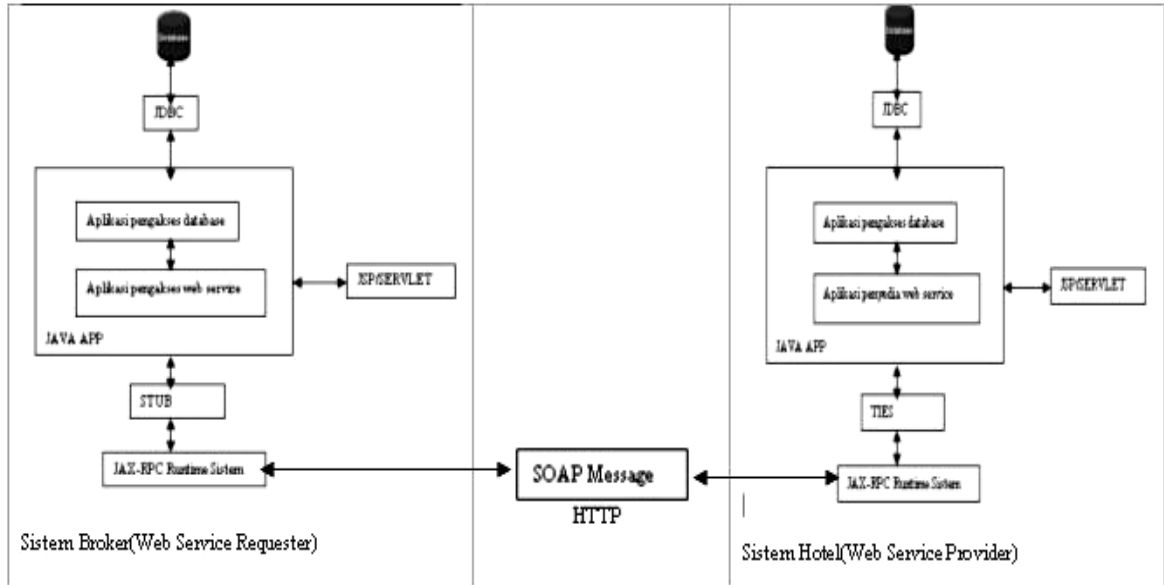 JDBC
Aplikasi pengakses database
Aplikasi pengakses web service
JAVA APP
JSP/SERVLET
STUB
JAX-RPC Runtime Sistem
Sistem Broker(Web Service Requester)
SOAP Message
HTTP
JDBC
Aplikasi pengakses database
Aplikasi penyedia web service
JAVA APP
JSP/SERVLET
TIES
JAX-RPC Runtime Sistem
Sistem Hotel(Web Service Provider)